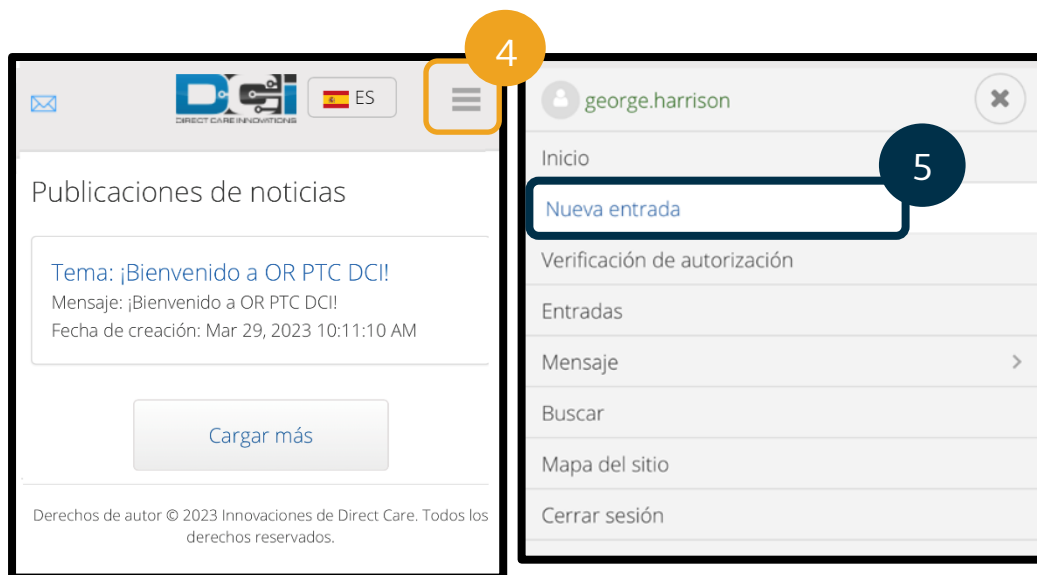 4
DCI
DIRECT CARE INNOVATIONS
ES
Publicaciones de noticias
Tema: ¡Bienvenido a OR PTC DCI!
Mensaje: ¡Bienvenido a OR PTC DCI!
Fecha de creación: Mar 29, 2023 10:11:10 AM
Cargar más
Derechos de autor © 2023 Innovaciones de Direct Care. Todos los
derechos reservados.
george.harrison
Inicio
5
Nueva entrada
Verificación de autorización
Entradas
Mensaje
Buscar
Mapa del sitio
Cerrar sesión